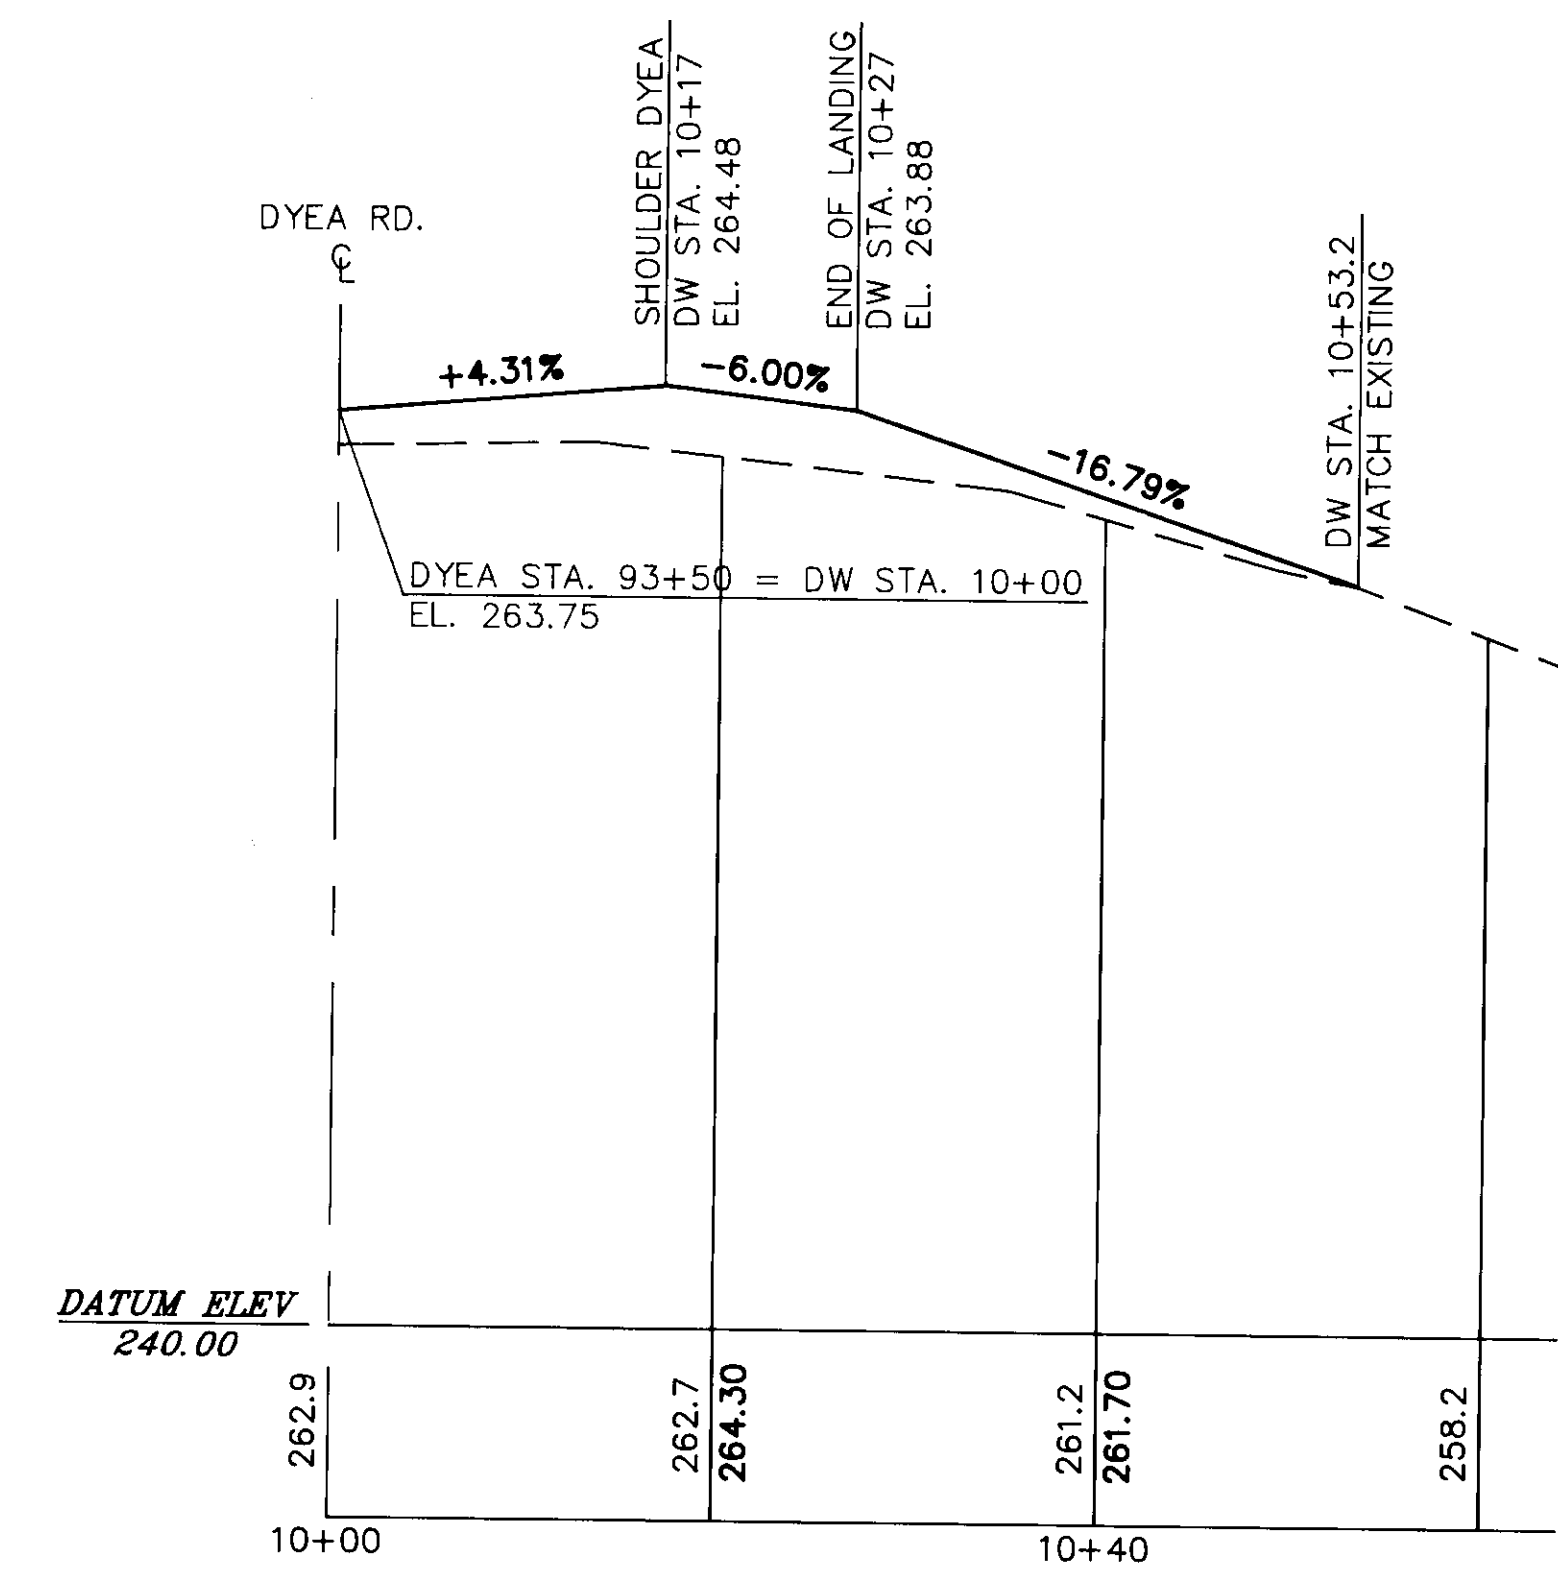 SHOULDER DYEA
DW STA. 10+17
EL. 264.48
END OF LANDING
DW STA. 10+27
EL. 263.88
DYEA RD.
℄
DW STA. 10+53.2
MATCH EXISTING
+4.31%
-6.00%
-16.79%
DYEA STA. 93+50 = DW STA. 10+00
EL. 263.75
DATUM ELEV
240.00
262.9
262.7
264.30
261.2
261.70
258.2
10+00
10+40